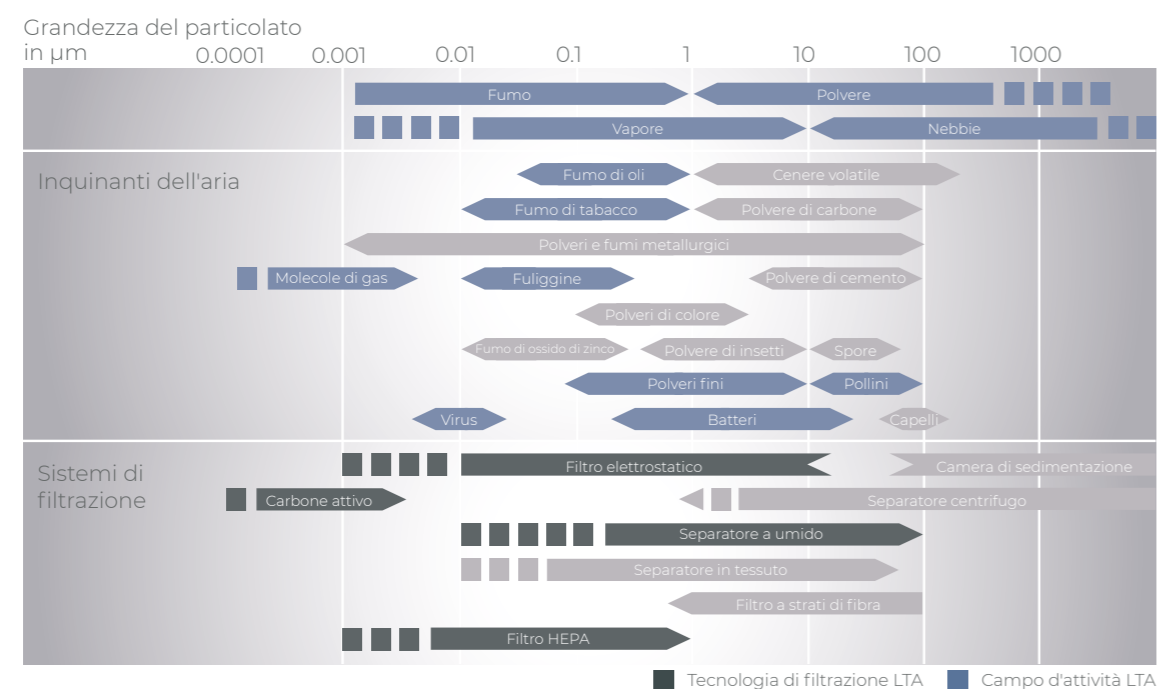 Grandezza del particolato
in µm
0.0001 0.001 0.01 0.1 1 10 100 1000
Fumo Polvere
Vapore Nebbie
Inquinanti dell'aria
Fumo di oli Cenere volatile
Fumo di tabacco Polvere di carbone
Polveri e fumi metallurgici
Molecole di gas Fuliggine Polvere di cemento
Polveri di colore
Fumo di ossido di zinco Polvere di insetti Spore
Polveri fini Pollini
Virus Batteri Capelli
Sistemi di
filtrazione
Filtro elettrostatico Camera di sedimentazione
Carbone attivo Separatore centrifugo
Separatore a umido
Separatore in tessuto
Filtro a strati di fibra
Filtro HEPA
Tecnologia di filtrazione LTA Campo d'attività LTA